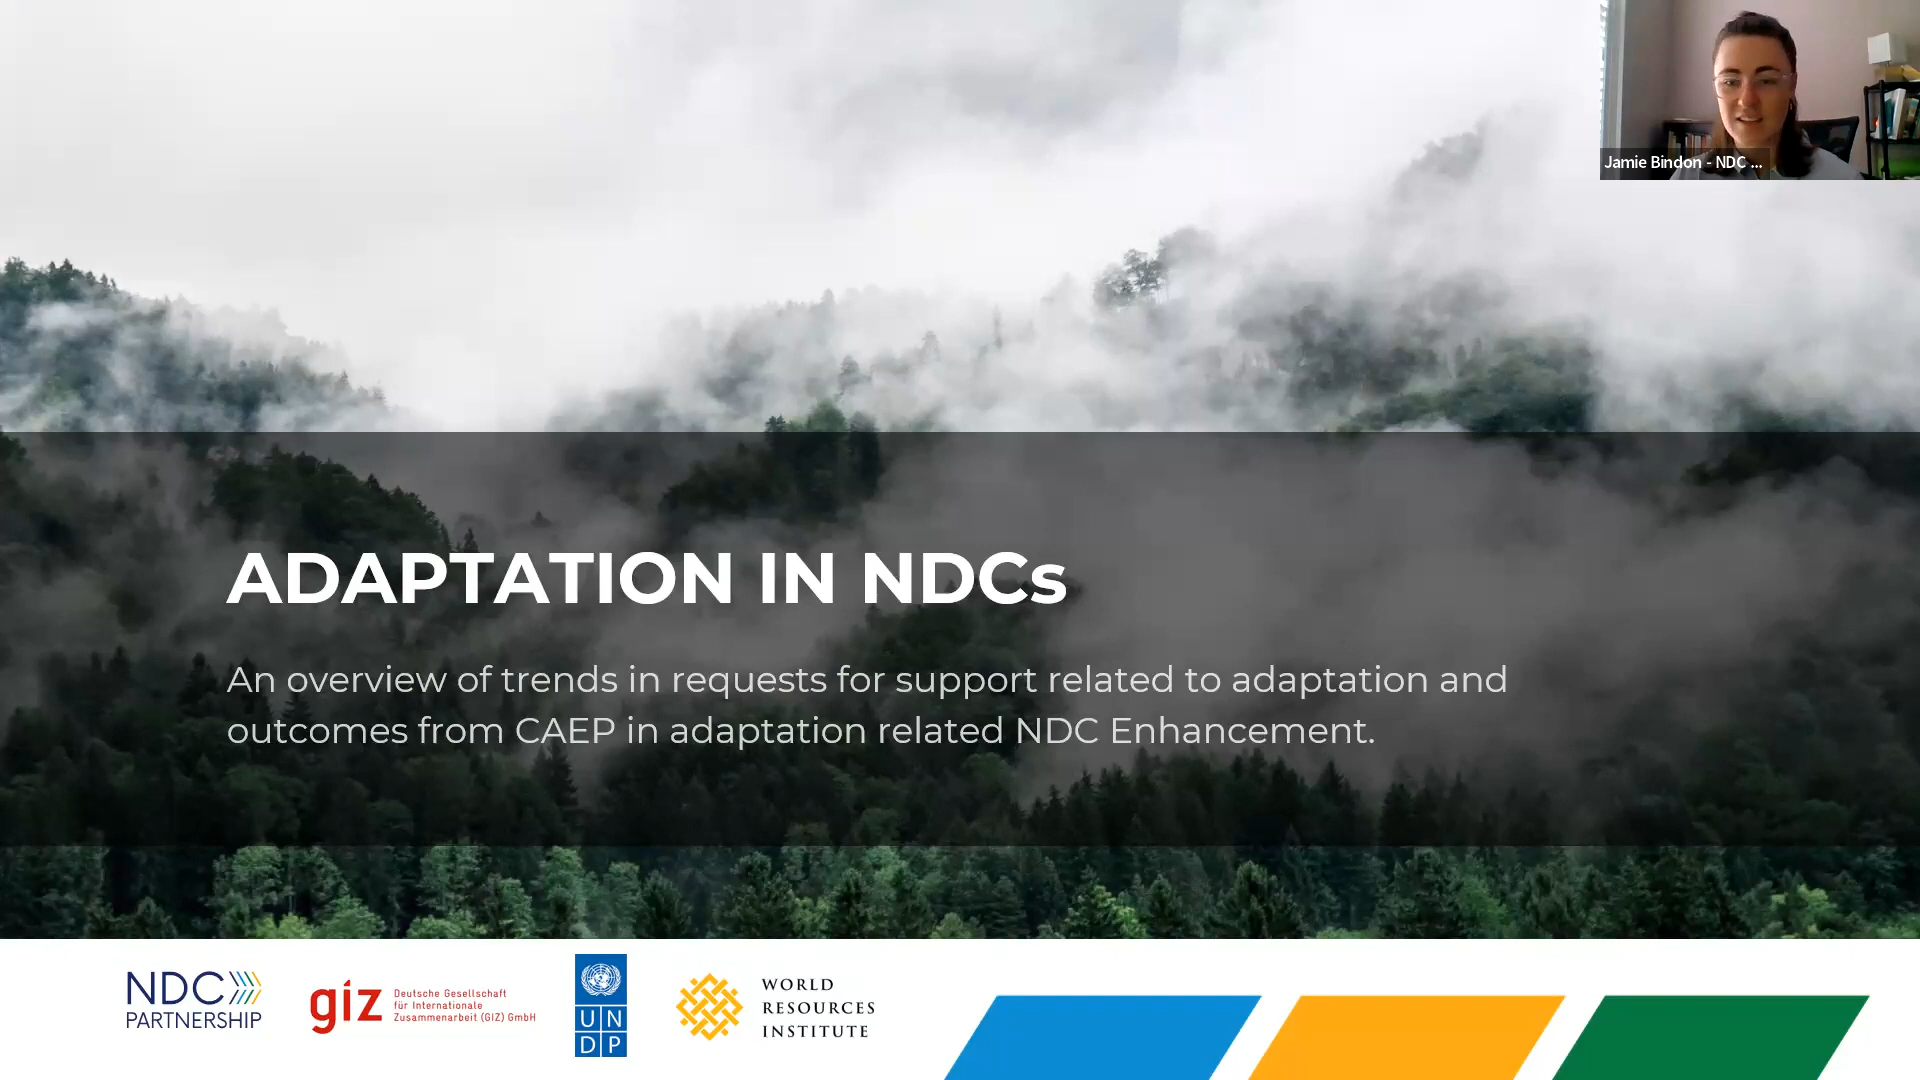 Jamie Bindon - NDC ...
ADAPTATION IN NDCs
An overview of trends in requests for support related to adaptation and
outcomes from CAEP in adaptation related NDC Enhancement.
NDC
PARTNERSHIP
giz
Deutsche Gesellschaft
für Internationale
Zusammenarbeit (GIZ) GmbH
UN
DP
WORLD
RESOURCES
INSTITUTE